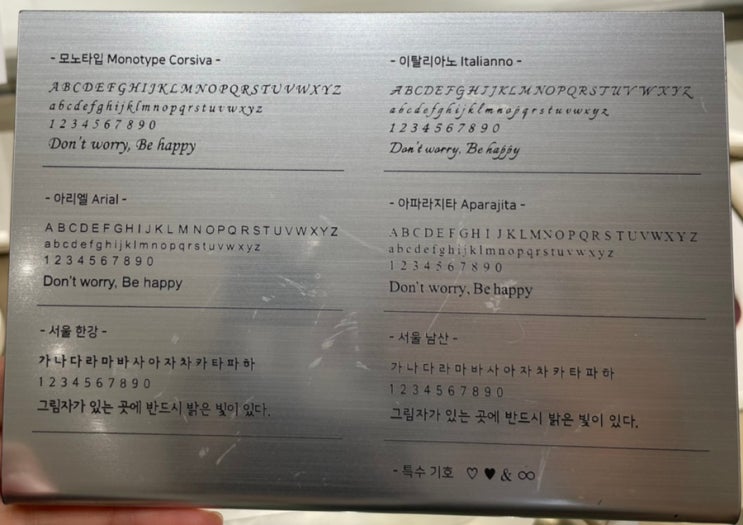 - 모노타입 Monotype Corsiva -
ABCDEFGHIJKLMNOPQRSTUVWXYZ
abcdefghijklmnopqrstuvwxyz
1234567890
Don't worry, Be happy
- 이탈리아노 Italianno -
ABCDEFGHIJKLMNOPQRSTUVWXYZ
abcdefghijklmnopqrstuvwxyz
1234567890
Don't worry, Be happy
- 아리엘 Arial -
ABCDEFGHIJKLMNOPQRSTUVWXYZ
abcdefghijklmnopqrstuvwxyz
1234567890
Don't worry, Be happy
- 아파라지타 Aparajita -
ABCDEFGHIJKLMNOPQRSTUVWXYZ
abcdefghijklmnopqrstuvwxyz
1234567890
Don't worry, Be happy
- 서울 한강 -
가나다라마바사아자차카타파하
1234567890
그림자가 있는 곳에 반드시 밝은 빛이 있다.
- 서울 남산 -
가나다라마바사아자차카타파하
1234567890
그림자가 있는 곳에 반드시 밝은 빛이 있다.
- 특수 기호 ♡ ♥ & ∞